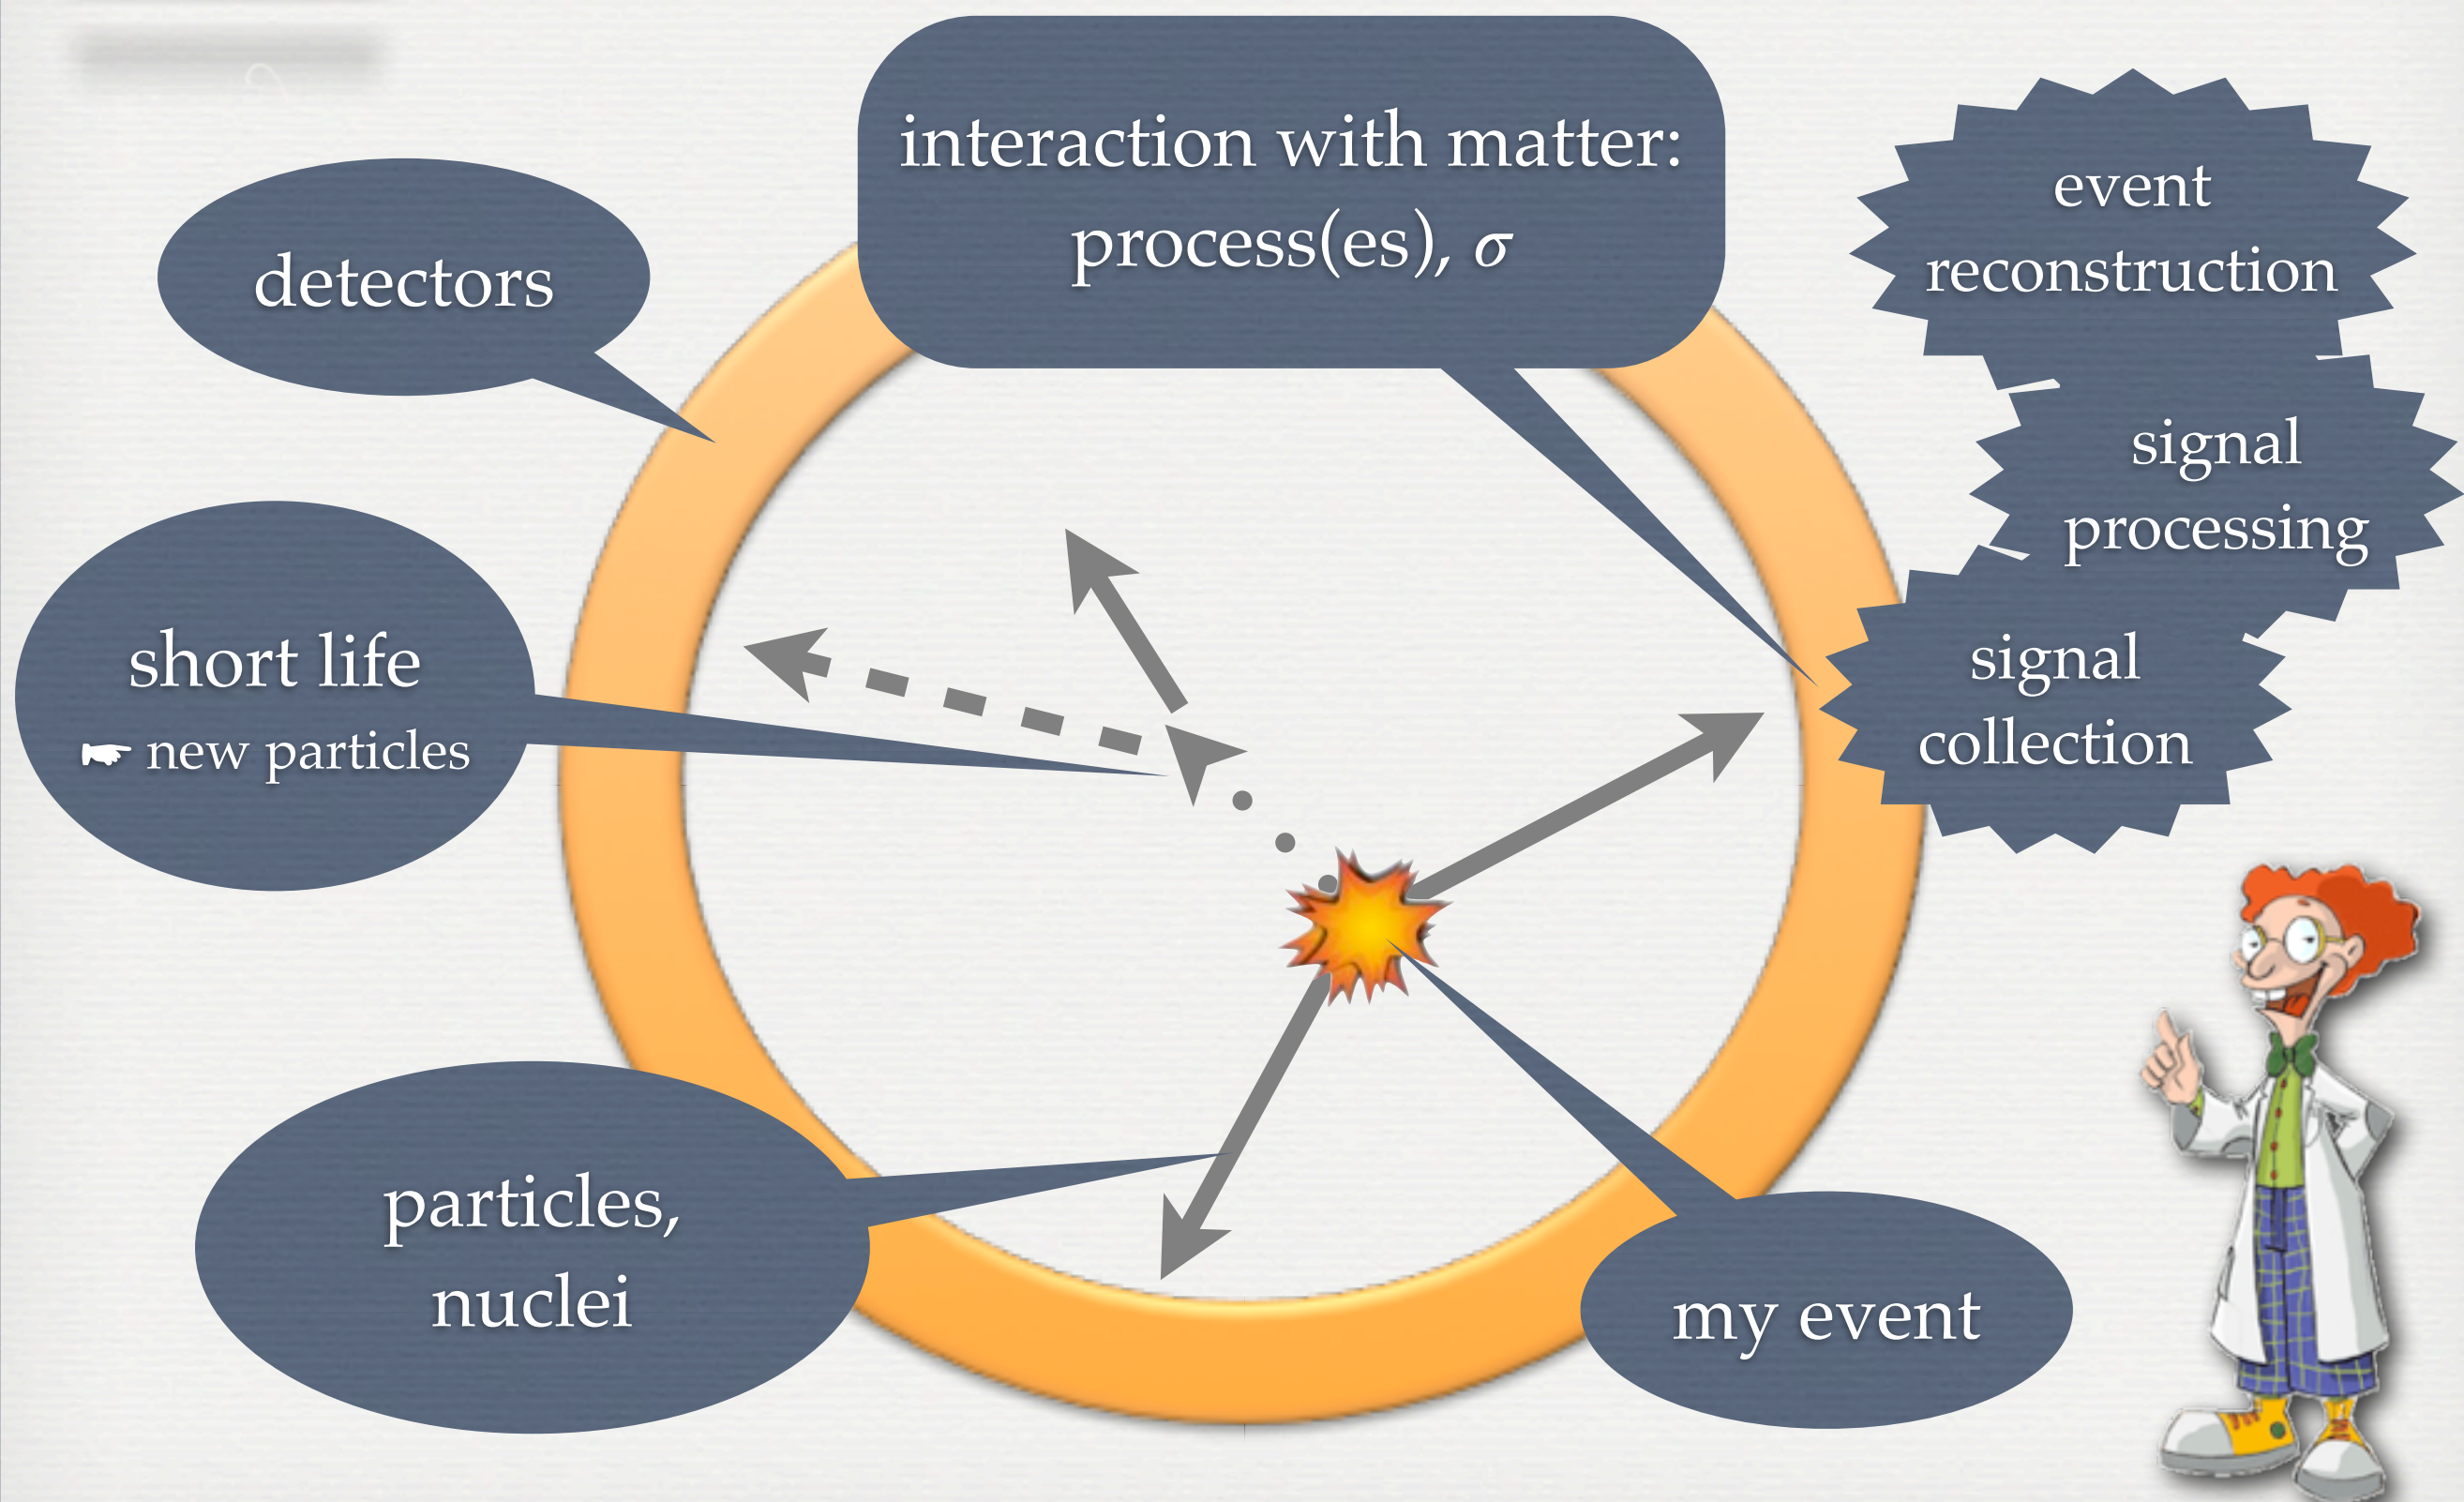 interaction with matter:
process(es), σ
event
reconstruction
detectors
signal
processing
short life
☛ new particles
signal
collection
particles,
nuclei
my event